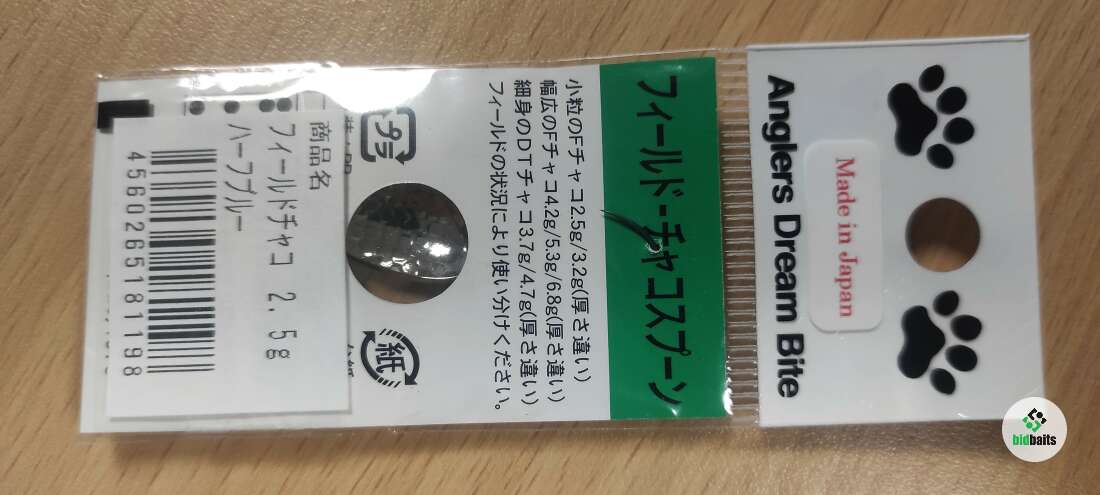 Anglers Dream Bite
Made in Japan
フィールド-チャコスプーン
小粒のFチャコ2.5g/3.2g(厚さ違い)
幅広のFチャコ4.2g/5.3g/6.8g(厚さ違い)
細身のDTチャコ3.7g/4.7g(厚さ違い)
フィールドの状況により使い分けください。
プラ
紙
商品名
フィールドチャコ 2.5g
ハーフブルー
4560265181198
bidbaits